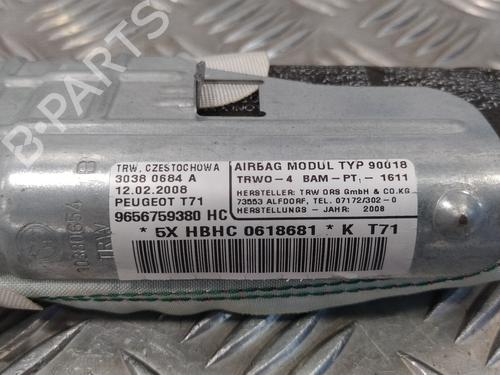 B-PARTS
TRW, CZESTOCHOWA
3038 0684 A
12.02.2008
PEUGEOT T71
9656759380 HC
AIRBAG MODUL TYP 90018
TRWO-4 BAM-PT1-1611
HERSTELLER: TRW ORS GmbH & CO.KG
73553 ALFDORF, TEL. 07172/302-0
HERSTELLUNGS - JAHR: 2008
* 5X HBHC 0618681 * K T71
TRW
B